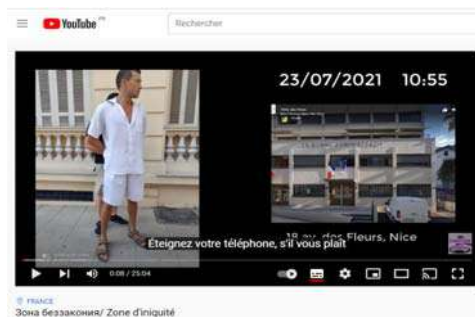 YouTube FR
Rechercher
23/07/2021 10:55
18 av. des Fleurs, Nice
Éteignez votre téléphone, s'il vous plaît
0:08 / 25:04
FRANCE
Зона беззакония/ Zone d'iniquité